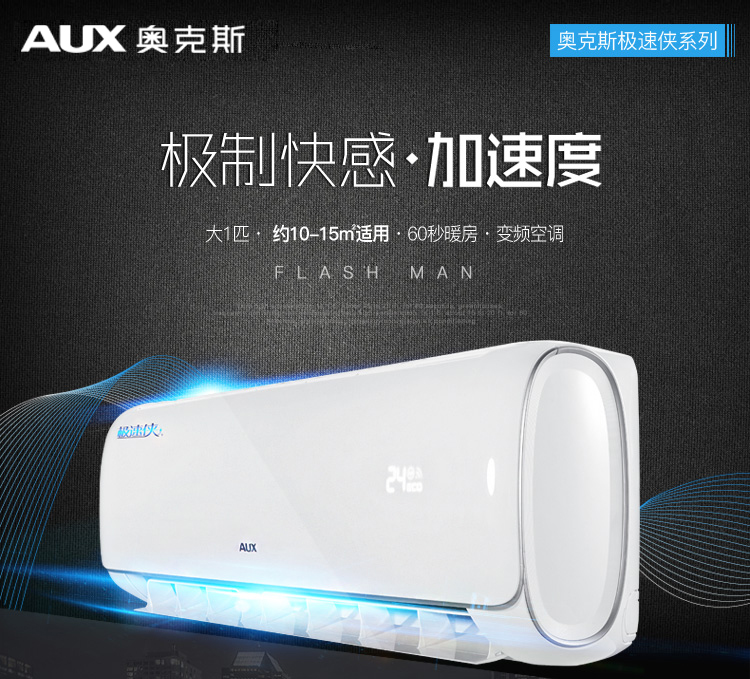 AUX 奥克斯
奥克斯极速侠系列
极制快感·加速度
大1匹 · 约10-15㎡适用 · 60秒暖房 · 变频空调
FLASH MAN
极速侠+
24
AUX